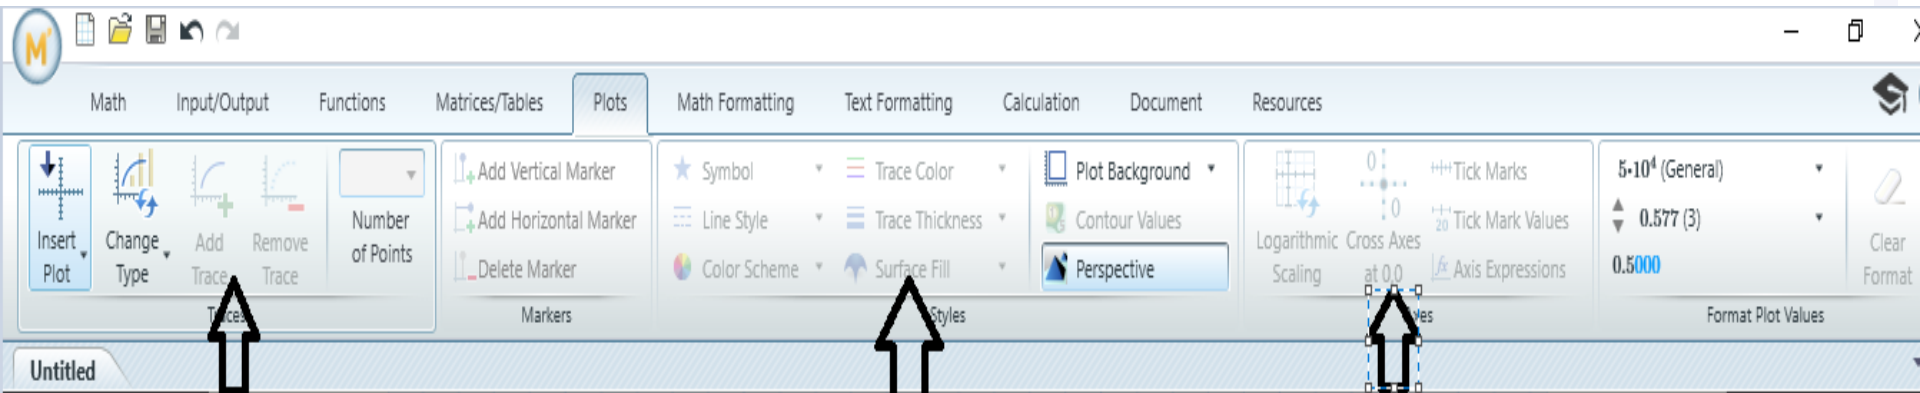 M
Math Input/Output Functions Matrices/Tables Plots Math Formatting Text Formatting Calculation Document Resources
Insert Plot
Change Type
Add Trace
Remove Trace
Number of Points
Add Vertical Marker
Add Horizontal Marker
Delete Marker
Markers
Symbol
Line Style
Color Scheme
Trace Color
Trace Thickness
Surface Fill
Plot Background
Contour Values
Perspective
Styles
Logarithmic Scaling
Cross Axes at 0,0
Tick Marks
Tick Mark Values
Axis Expressions
5·10⁴ (General)
0.577 (3)
0.5000
Clear Format
Format Plot Values
Untitled